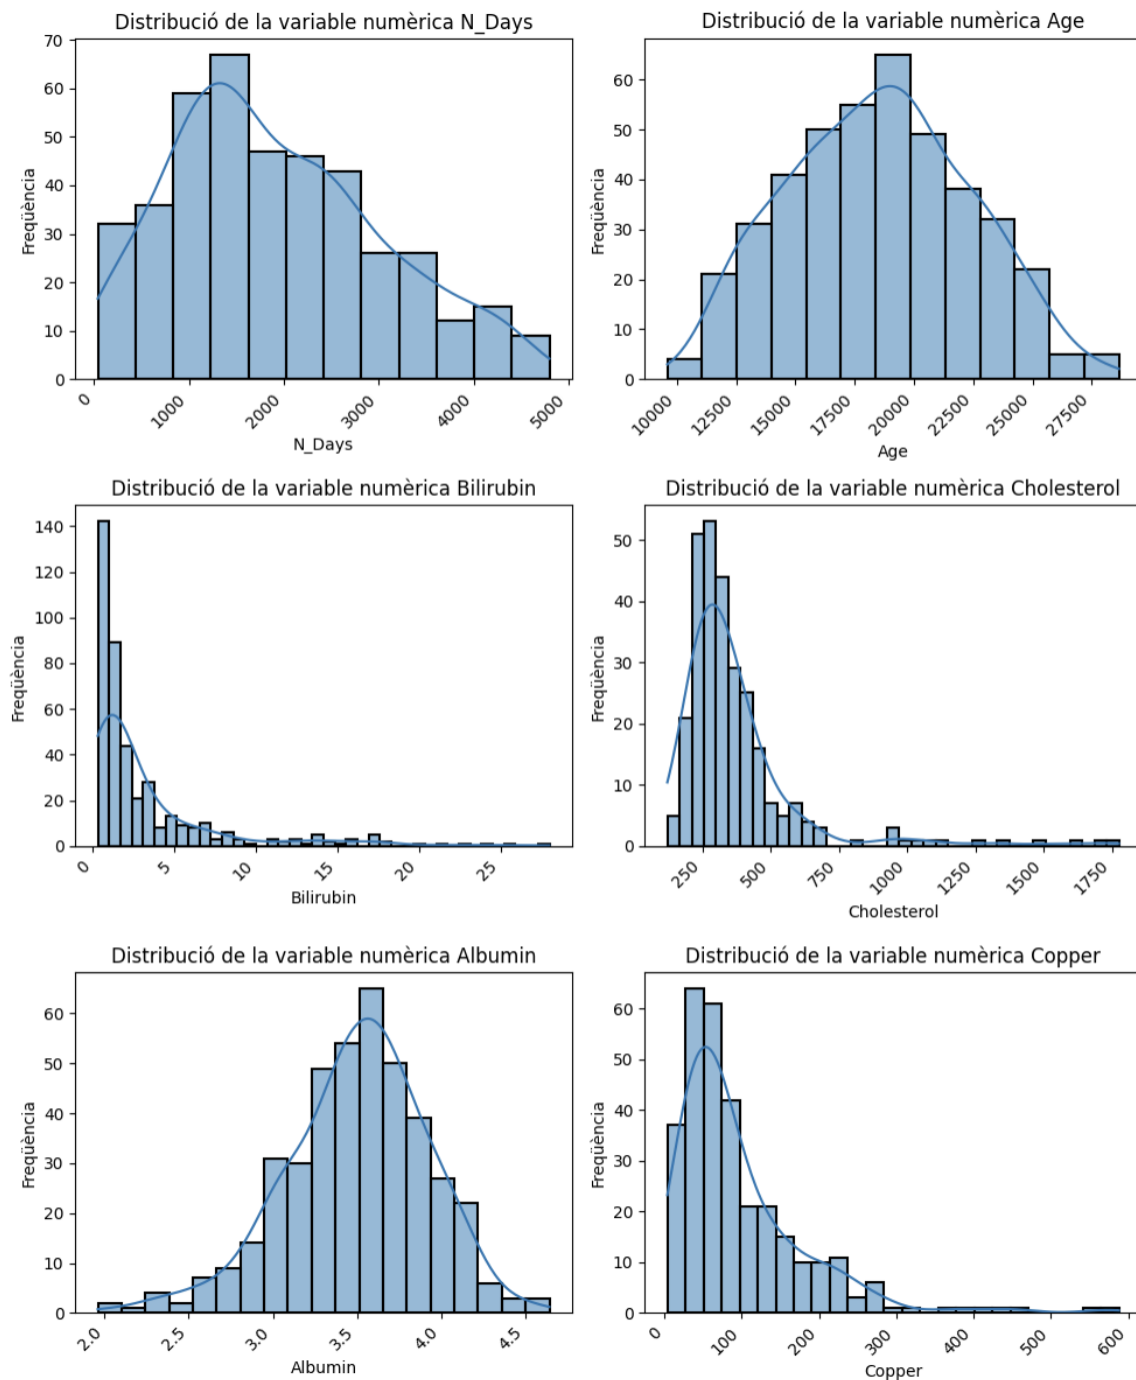 Distribució de la variable numèrica N_Days
70
60
50
40
30
20
10
0
Freqüència
0 1000 2000 3000 4000 5000
N_Days
Distribució de la variable numèrica Age
60
50
40
30
20
10
0
Freqüència
10000 12500 15000 17500 20000 22500 25000 27500
Age
Distribució de la variable numèrica Bilirubin
140
120
100
80
60
40
20
0
Freqüència
0 5 10 15 20 25
Bilirubin
Distribució de la variable numèrica Cholesterol
50
40
30
20
10
0
Freqüència
250 500 750 1000 1250 1500 1750
Cholesterol
Distribució de la variable numèrica Albumin
60
50
40
30
20
10
0
Freqüència
2.0 2.5 3.0 3.5 4.0 4.5
Albumin
Distribució de la variable numèrica Copper
60
50
40
30
20
10
0
Freqüència
0 100 200 300 400 500 600
Copper